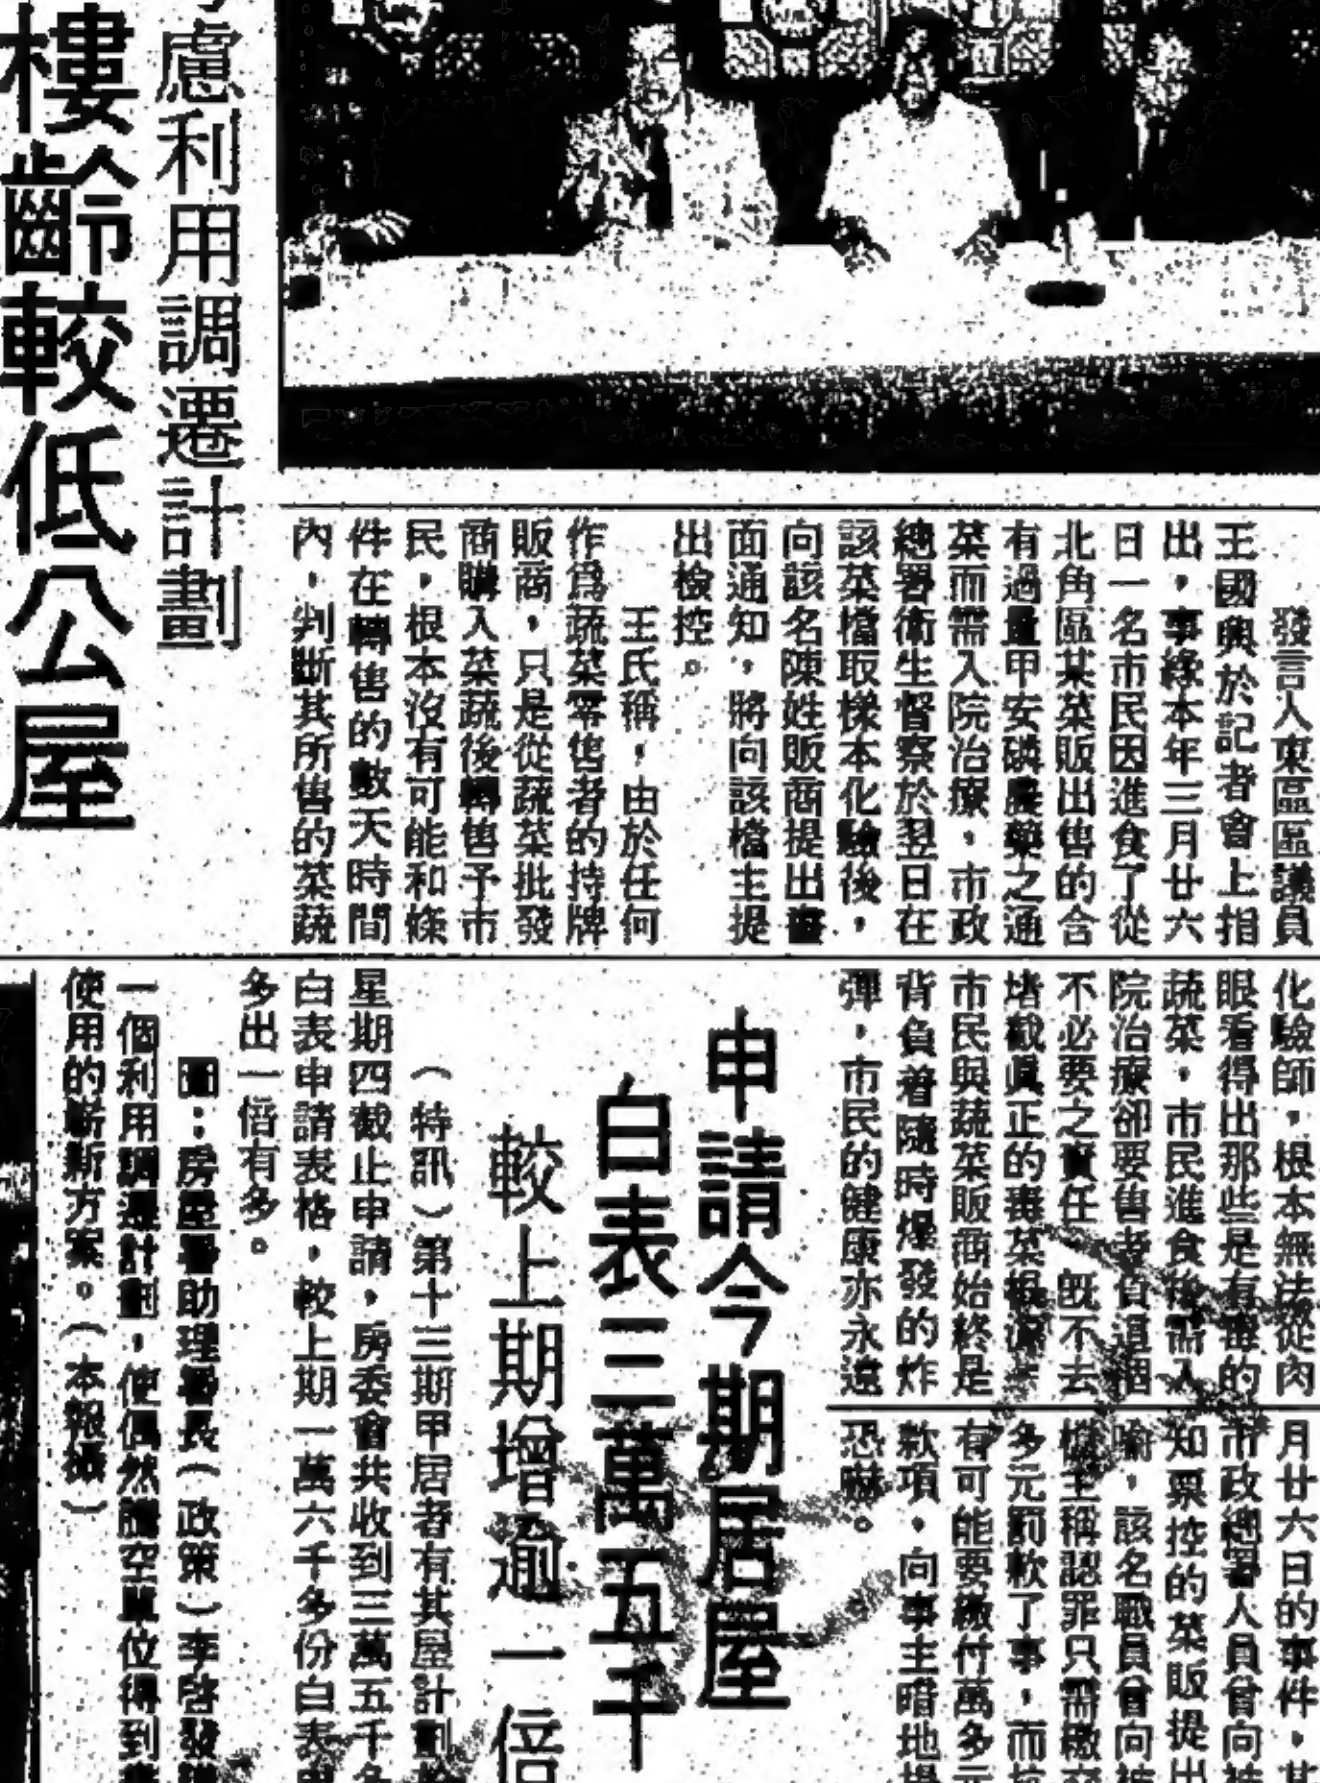 發言人東區區議員
王國興於記者會上指
出，事緣本年三月廿六
日一名市民因進食了從
北角區某菜販出售的含
有過量甲安磷農藥之通
菜而需入院治療，市政
總署衛生督察於翌日在
該菜檔取樣本化驗後，
向該名陳姓販商提出書
面通知，將向該檔主提
出檢控。
王氏稱，由於任何
作爲蔬菜零售者的持牌
販商，只是從蔬菜批發
商購入菜蔬後轉售予市
民，根本沒有可能和條
件在轉售的數天時間
內，判斷其所售的菜蔬
慮利用調遷計劃
樓齡較低公屋
化驗師，根本無法從肉
眼看得出那些是有毒的
蔬菜，市民進食後需入
院治療卻要售者負這個
不必要之責任，既不去
堵截真正的毒菜根源，
市民與蔬菜販商始終是
背負着隨時爆發的炸
彈，市民的健康亦永遠
月廿六日的事件，其
市政總署人員曾向被
知票控的菜販提出
喻，該名職員曾向被
檔主稱認罪只需繳交
多元罰款了事，而抗
有可能要繳付萬多元
款項，向事主暗地提
恐嚇。
申請今期居屋
白表三萬五千
較上期增逾一倍
（特訊）第十三期甲居者有其屋計劃
星期四截止申請，房委會共收到三萬五千多
白表申請表格，較上期一萬六千多份白表申
多出一倍有多。
圖：房屋署助理署長（政策）李啓發講
一個利用調遷計劃，使偶然騰空單位得到
使用的嶄新方案。（本報攝）